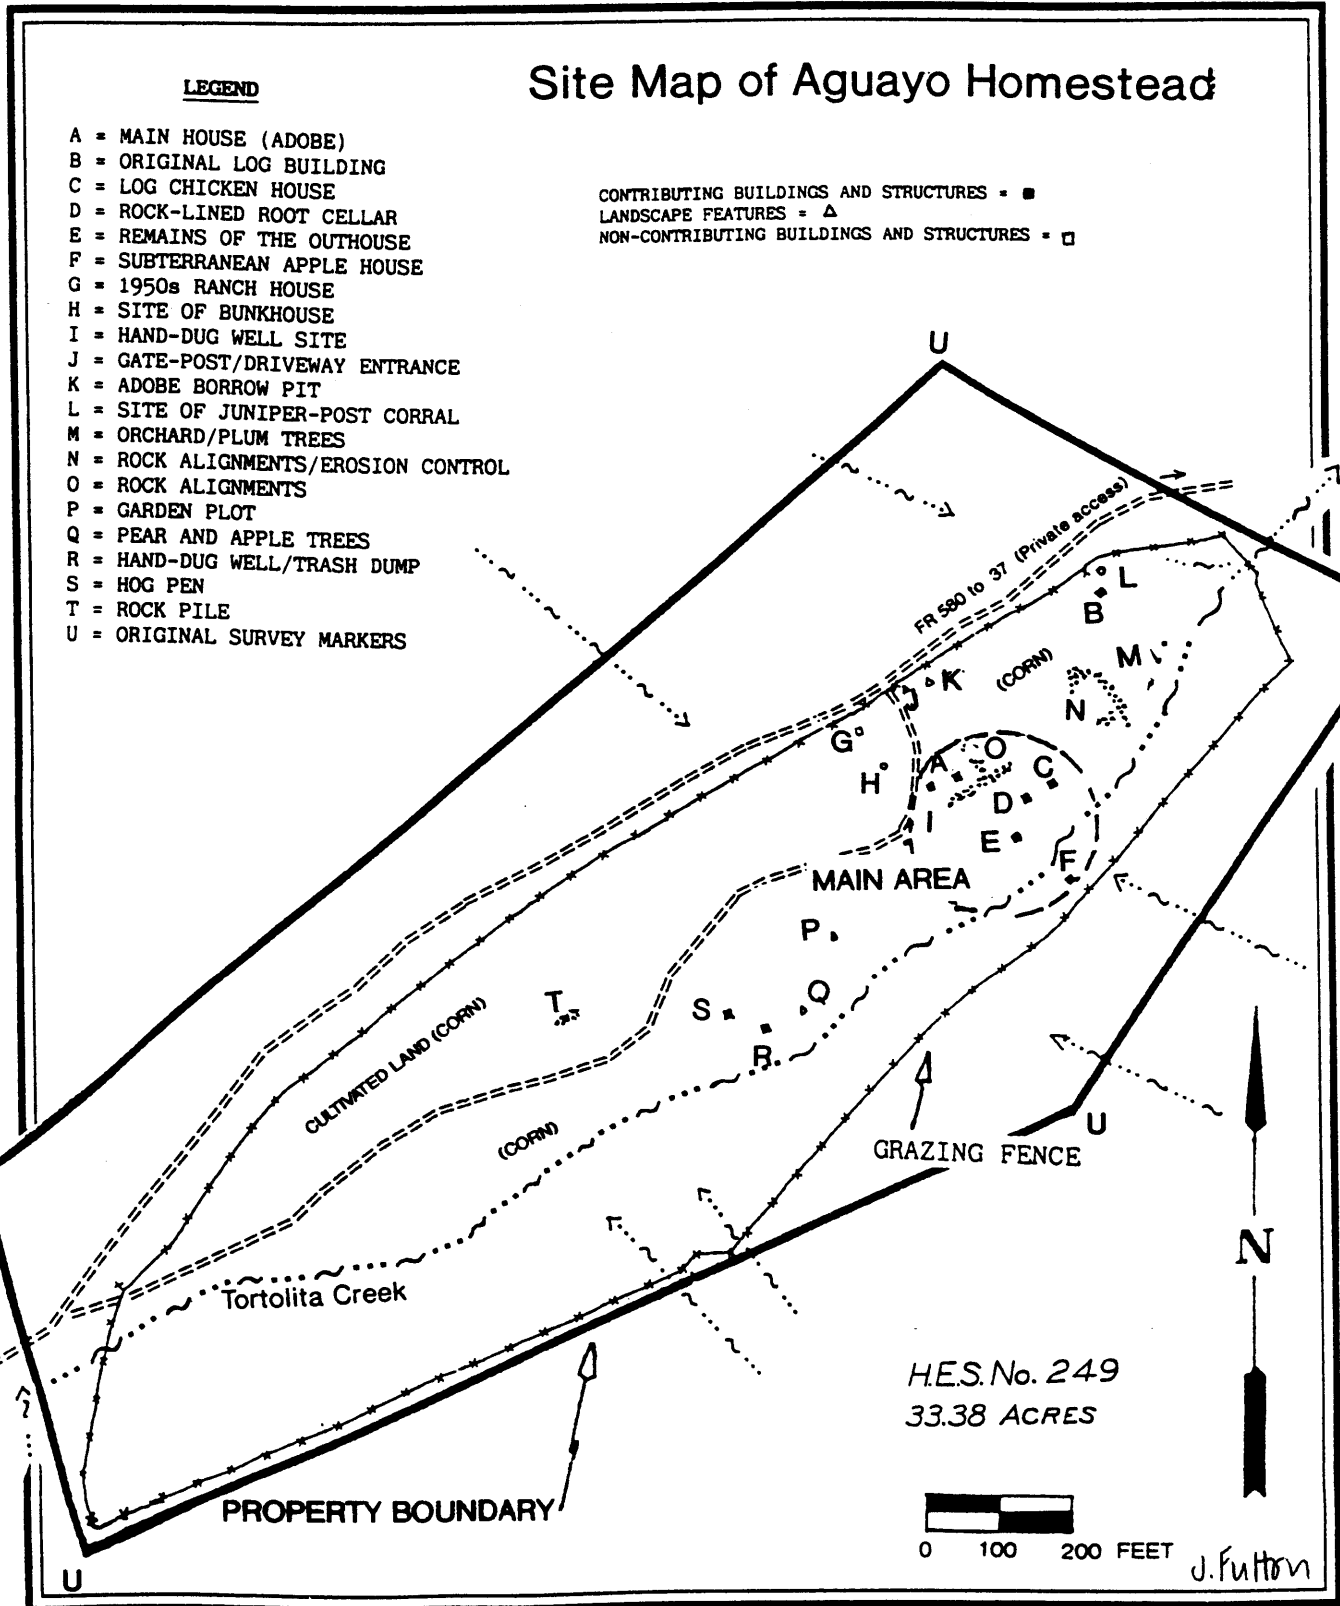 Site Map of Aguayo Homestead
LEGEND
A = MAIN HOUSE (ADOBE)
B = ORIGINAL LOG BUILDING
C = LOG CHICKEN HOUSE
D = ROCK-LINED ROOT CELLAR
E = REMAINS OF THE OUTHOUSE
F = SUBTERRANEAN APPLE HOUSE
G = 1950s RANCH HOUSE
H = SITE OF BUNKHOUSE
I = HAND-DUG WELL SITE
J = GATE-POST/DRIVEWAY ENTRANCE
K = ADOBE BORROW PIT
L = SITE OF JUNIPER-POST CORRAL
M = ORCHARD/PLUM TREES
N = ROCK ALIGNMENTS/EROSION CONTROL
O = ROCK ALIGNMENTS
P = GARDEN PLOT
Q = PEAR AND APPLE TREES
R = HAND-DUG WELL/TRASH DUMP
S = HOG PEN
T = ROCK PILE
U = ORIGINAL SURVEY MARKERS
CONTRIBUTING BUILDINGS AND STRUCTURES = ■
LANDSCAPE FEATURES = △
NON-CONTRIBUTING BUILDINGS AND STRUCTURES = □
U
FR 580 to 37 (Private access)
L
B
M
(CORN)
K
J
N
G
O
A
C
H
D
I
E
F
MAIN AREA
P
Q
T
S
R
CULTIVATED LAND (CORN)
(CORN)
U
GRAZING FENCE
N
Tortolita Creek
H.E.S. No. 249
33.38 ACRES
PROPERTY BOUNDARY
0 100 200 FEET
J. Fulton
U